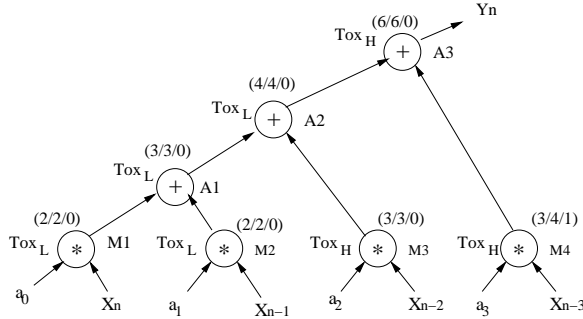 Yn
(6/6/0)
Tox H + A3
(4/4/0)
Tox L + A2
(3/3/0)
Tox L + A1
(2/2/0) (2/2/0) (3/3/0) (3/4/1)
Tox L * M1 Tox L * M2 Tox H * M3 Tox H * M4
a0 Xn a1 Xn−1 a2 Xn−2 a3 Xn−3